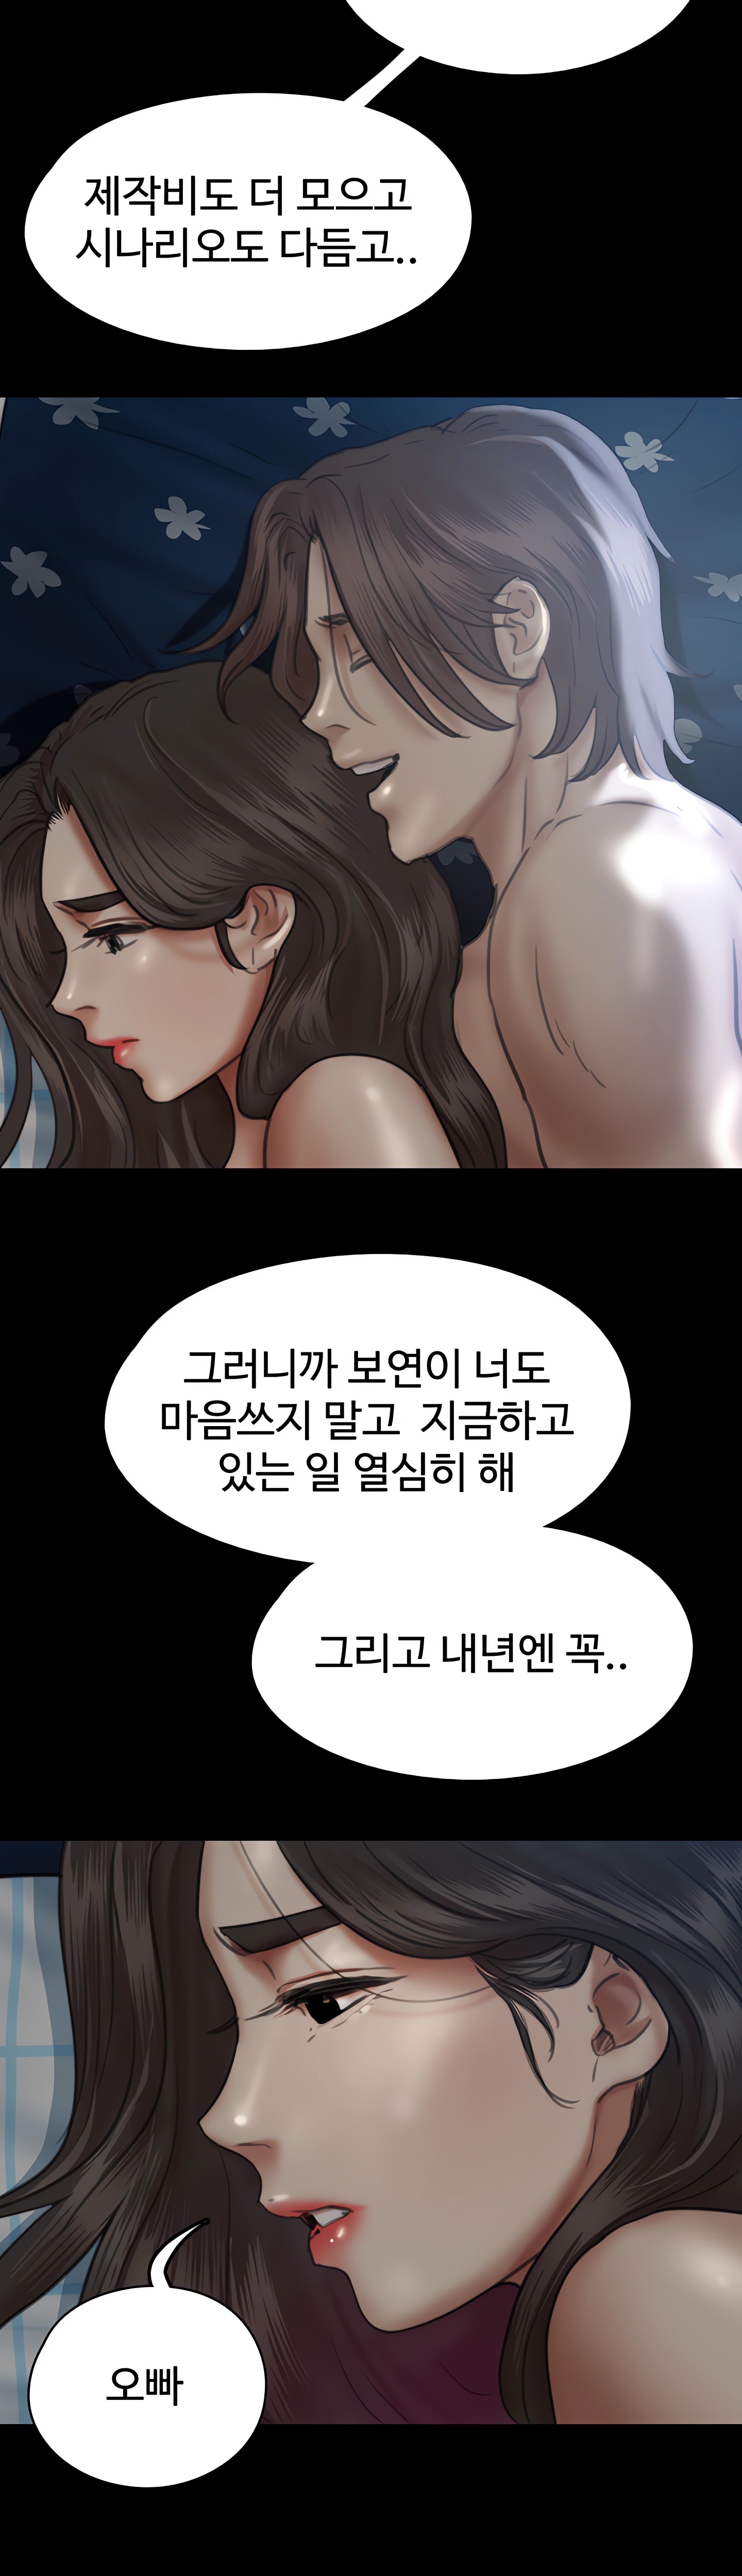 제작비도 더 모으고
시나리오도 다듬고..
그러니까 보연이 너도
마음쓰지 말고 지금하고
있는 일 열심히 해
그리고 내년엔 꼭..
오빠